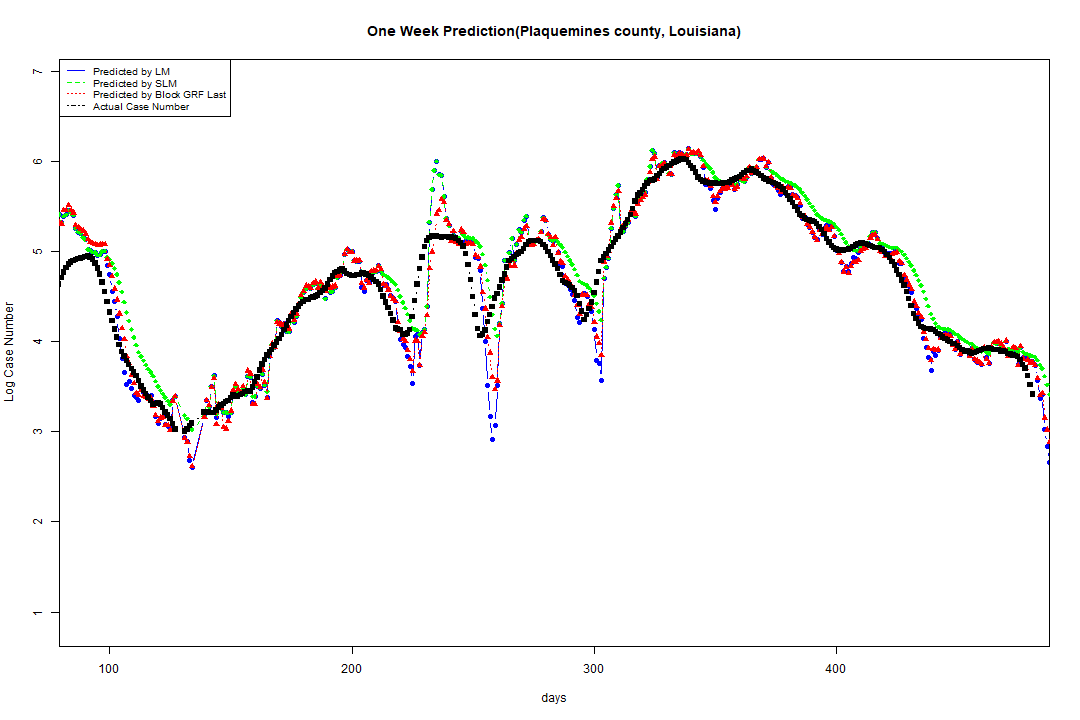 One Week Prediction(Plaquemines county, Louisiana)
Predicted by LM
Predicted by SLM
Predicted by Block GRF Last
Actual Case Number
7
6
5
4
3
2
1
Log Case Number
100 200 300 400
days